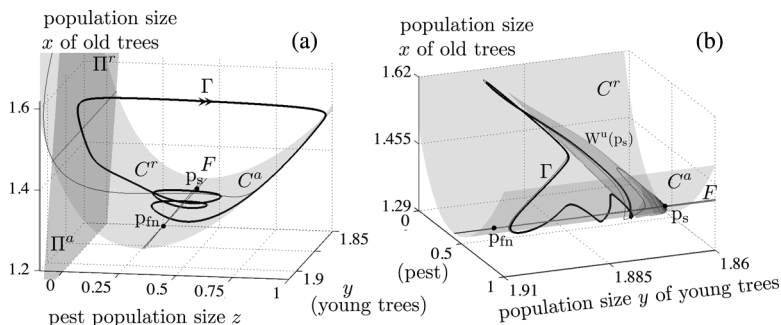 population size
x of old trees
(a)
Π^r
Γ
1.6
C^r
p_s
F
C^a
1.4
p_fn
Π^a
1.2
0
0.25
0.5
0.75
1
1.85
1.9
y
(young trees)
pest population size z
population size
x of old trees
(b)
1.62
C^r
W^u(p_s)
1.455
Γ
C^a
F
1.29
p_s
0
p_fn
0.5
(pest)
1
1.91
1.885
1.86
population size y of young trees